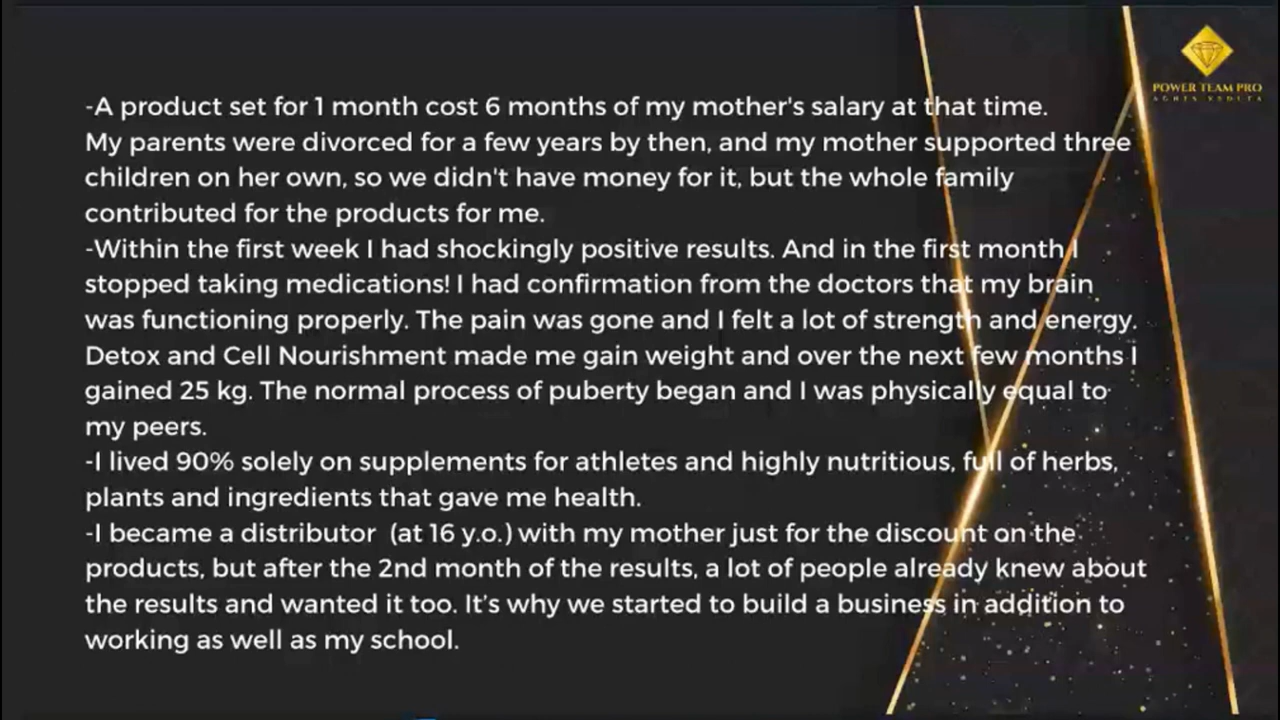 POWER TEAM PRO
-A product set for 1 month cost 6 months of my mother's salary at that time.
My parents were divorced for a few years by then, and my mother supported three
children on her own, so we didn't have money for it, but the whole family
contributed for the products for me.
-Within the first week I had shockingly positive results. And in the first month I
stopped taking medications! I had confirmation from the doctors that my brain
was functioning properly. The pain was gone and I felt a lot of strength and energy.
Detox and Cell Nourishment made me gain weight and over the next few months I
gained 25 kg. The normal process of puberty began and I was physically equal to
my peers.
-I lived 90% solely on supplements for athletes and highly nutritious, full of herbs,
plants and ingredients that gave me health.
-I became a distributor  (at 16 y.o.) with my mother just for the discount on the
products, but after the 2nd month of the results, a lot of people already knew about
the results and wanted it too. It’s why we started to build a business in addition to
working as well as my school.